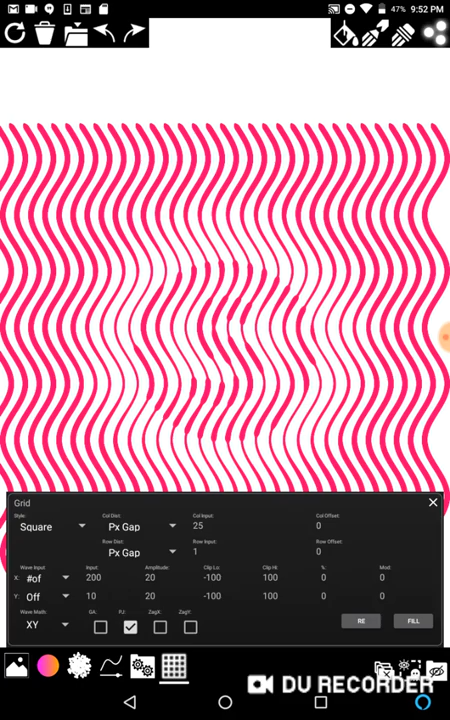 47% 9:52 PM
Grid
Style: Col Dist: Col Input: Col Offset:
Square Px Gap 25 0
Row Dist: Row Input: Row Offset:
Px Gap 1 0
Wave Input: Input: Amplitude: Clip Lo: Clip Hi: %: Mod:
X: #of 200 20 -100 100 0 0
Y: Off 10 20 -100 100 0 0
Wave Math: GA: PJ: ZagX: ZagY:
XY RE FILL
DU RECORDER